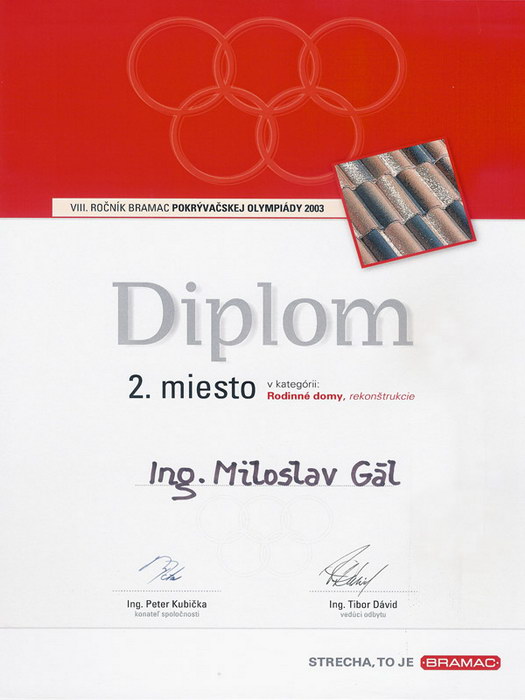 VIII. ROČNÍK BRAMAC POKRÝVAČSKEJ OLYMPIÁDY 2003
Diplom
2. miesto v kategórii:
Rodinné domy, rekonštrukcie
Ing. Miloslav Gál
Ing. Peter Kubička
konateľ spoločnosti
Ing. Tibor Dávid
vedúci odbytu
STRECHA, TO JE BRAMAC